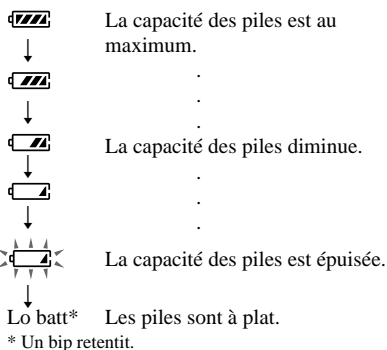 La capacité des piles est au
maximum.
.
.
.
La capacité des piles diminue.
.
.
.
La capacité des piles est épuisée.
Lo batt* Les piles sont à plat.
* Un bip retentit.